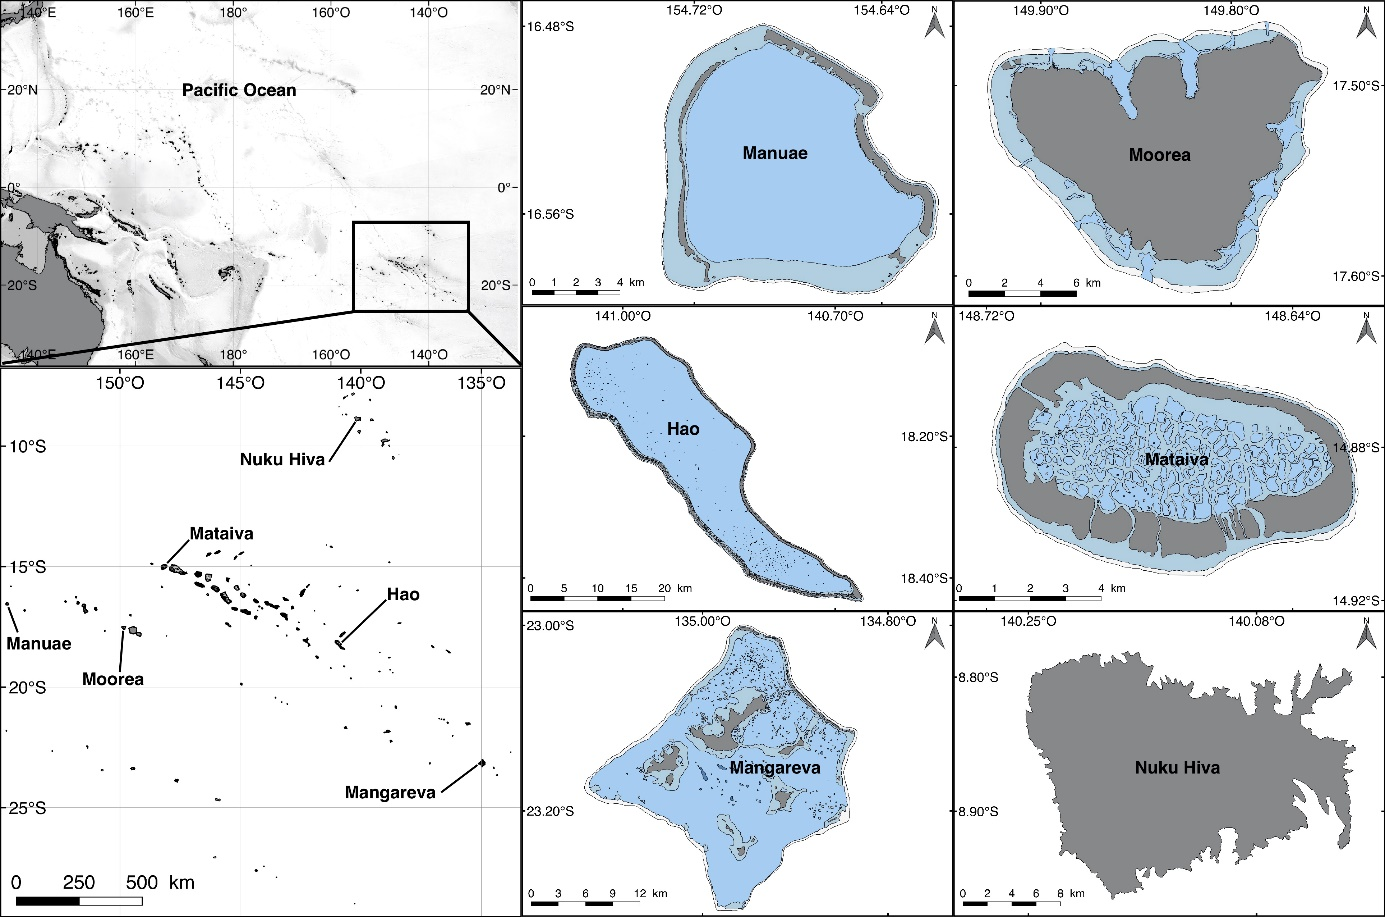 140°E 160°E 180° 160°O 140°O
20°N Pacific Ocean 20°N
0° 0°
20°S 20°S
140°E 160°E 180° 160°O 140°O
150°O 145°O 140°O 135°O
10°S
Nuku Hiva
Mataiva
15°S
Hao
Manuae
Moorea
20°S
Mangareva
25°S
0 250 500 km
154.72°O 154.64°O N
16.48°S
Manuae
16.56°S
0 1 2 3 4 km
149.90°O 149.80°O N
17.50°S
Moorea
17.60°S
0 2 4 6 km
141.00°O 140.70°O N
Hao
18.20°S
18.40°S
0 5 10 15 20 km
148.72°O 148.64°O N
14.88°S
Mataiva
0 1 2 3 4 km
14.92°S
23.00°S 135.00°O 134.80°O N
Mangareva
23.20°S
0 3 6 9 12 km
140.25°O 140.08°O N
8.80°S
Nuku Hiva
8.90°S
0 2 4 6 8 km